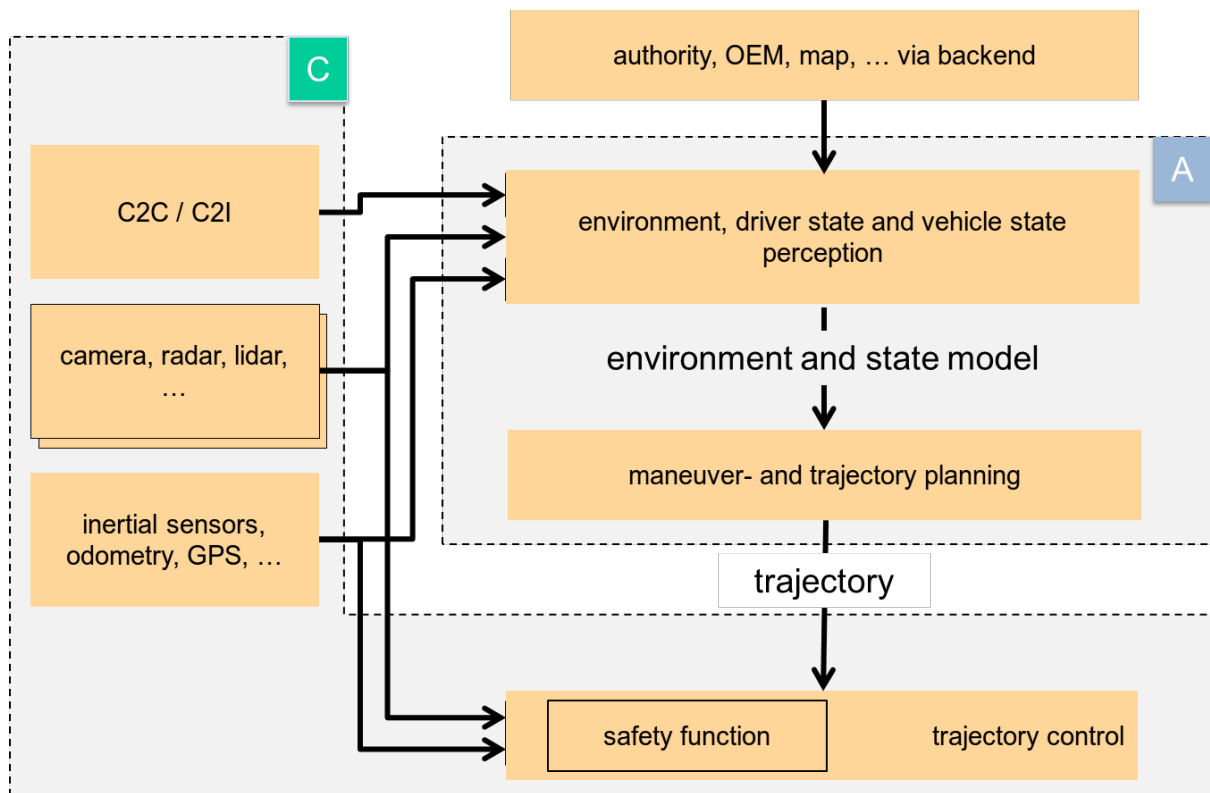 C
authority, OEM, map, … via backend
A
C2C / C2I
environment, driver state and vehicle state
perception
camera, radar, lidar,
…
environment and state model
maneuver- and trajectory planning
inertial sensors,
odometry, GPS, …
trajectory
safety function
trajectory control